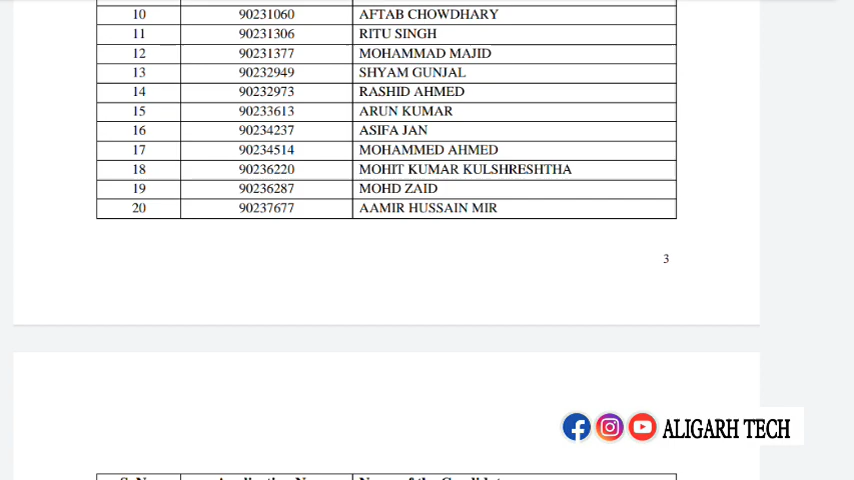 10 90231060 AFTAB CHOWDHARY
11 90231306 RITU SINGH
12 90231377 MOHAMMAD MAJID
13 90232949 SHYAM GUNJAL
14 90232973 RASHID AHMED
15 90233613 ARUN KUMAR
16 90234237 ASIFA JAN
17 90234514 MOHAMMED AHMED
18 90236220 MOHIT KUMAR KULSHRESHTHA
19 90236287 MOHD ZAID
20 90237677 AAMIR HUSSAIN MIR
3
ALIGARH TECH